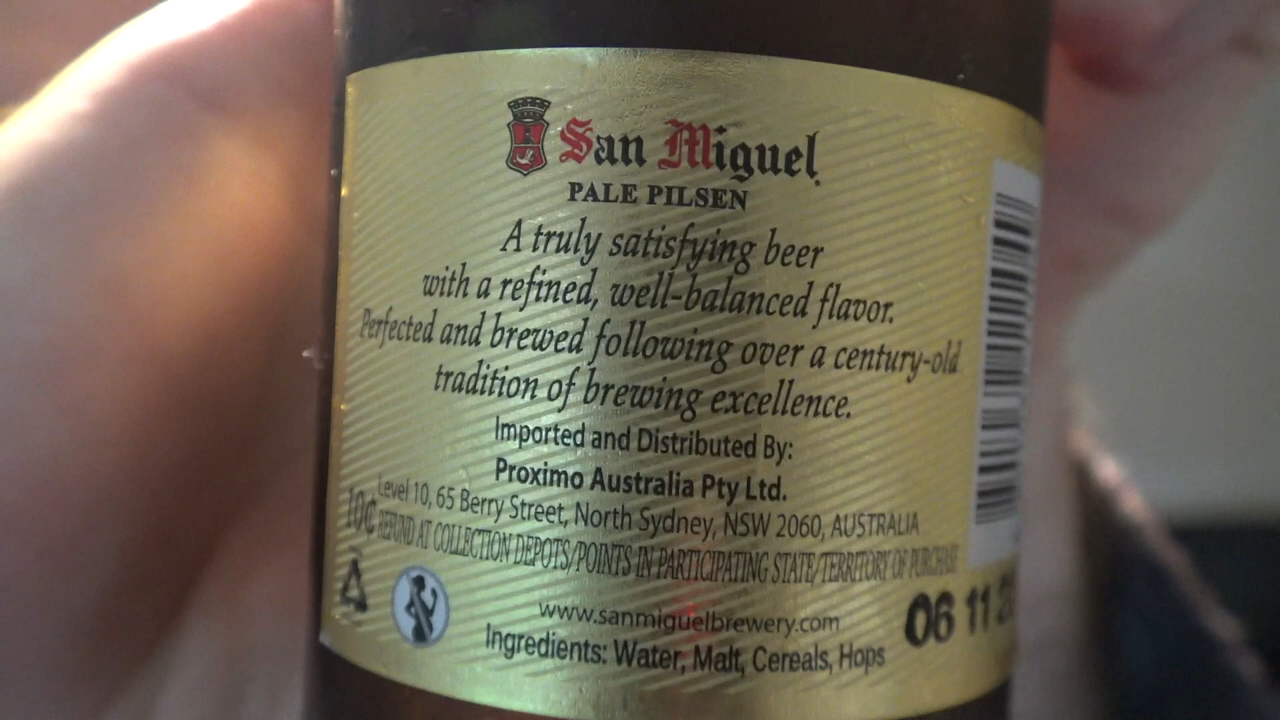 San Miguel
PALE PILSEN
A truly satisfying beer
with a refined, well-balanced flavor.
Perfected and brewed following over a century-old
tradition of brewing excellence.
Imported and Distributed By:
Proximo Australia Pty Ltd.
Level 10, 65 Berry Street, North Sydney, NSW 2060, AUSTRALIA
10¢ REFUND AT COLLECTION DEPOTS/POINTS IN PARTICIPATING STATE/TERRITORY OF PURCHASE
www.sanmiguelbrewery.com
06 11
Ingredients: Water, Malt, Cereals, Hops